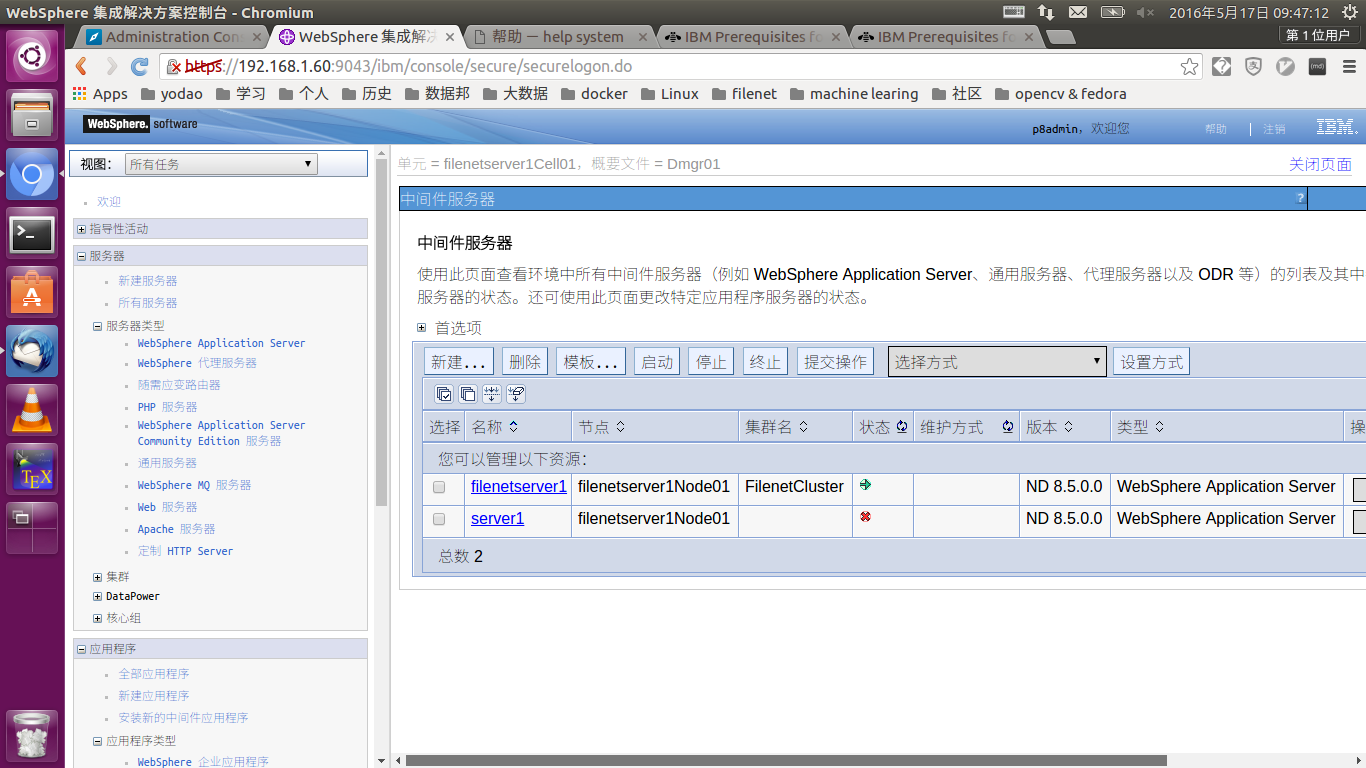 WebSphere 集成解决方案控制台 - Chromium
2016年5月17日 09:47:12
Administration Con
WebSphere 集成解决
帮助 — help system
IBM Prerequisites fo
IBM Prerequisites for
第 1 位用户
https://192.168.1.60:9043/ibm/console/secure/securelogon.do
Apps yodao 学习 个人 历史 数据邦 大数据 docker Linux filenet machine learing 社区 opencv & fedora
WebSphere. software
p8admin，欢迎您 帮助 | 注销 IBM.
视图： 所有任务
欢迎
指导性活动
服务器
新建服务器
所有服务器
服务器类型
WebSphere Application Server
WebSphere 代理服务器
随需应变路由器
PHP 服务器
WebSphere Application Server
Community Edition 服务器
通用服务器
WebSphere MQ 服务器
Web 服务器
Apache 服务器
定制 HTTP Server
集群
DataPower
核心组
应用程序
全部应用程序
新建应用程序
安装新的中间件应用程序
应用程序类型
WebSphere 企业应用程序
单元 = filenetserver1Cell01，概要文件 = Dmgr01
关闭页面
中间件服务器 ?
中间件服务器
使用此页面查看环境中所有中间件服务器（例如 WebSphere Application Server、通用服务器、代理服务器以及 ODR 等）的列表及其中
服务器的状态。还可使用此页面更改特定应用程序服务器的状态。
首选项
新建... 删除 模板... 启动 停止 终止 提交操作 选择方式 设置方式
选择 名称 节点 集群名 状态 维护方式 版本 类型 操
您可以管理以下资源：
filenetserver1 filenetserver1Node01 FilenetCluster ND 8.5.0.0 WebSphere Application Server
server1 filenetserver1Node01 ND 8.5.0.0 WebSphere Application Server
总数 2